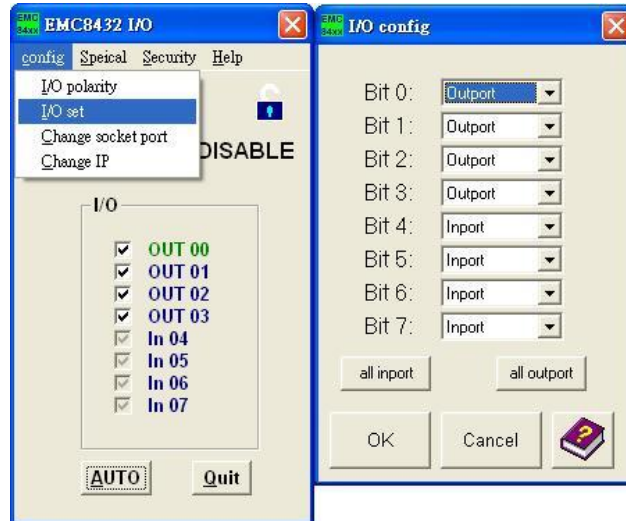 EMC
84xx
EMC8432 I/O
config Speical Security Help
I/O polarity
I/O set
Change socket port
Change IP
DISABLE
I/O
OUT 00
OUT 01
OUT 02
OUT 03
In 04
In 05
In 06
In 07
AUTO
Quit
EMC
84xx
I/O config
Bit 0: Outport
Bit 1: Outport
Bit 2: Outport
Bit 3: Outport
Bit 4: Inport
Bit 5: Inport
Bit 6: Inport
Bit 7: Inport
all inport
all outport
OK
Cancel
?